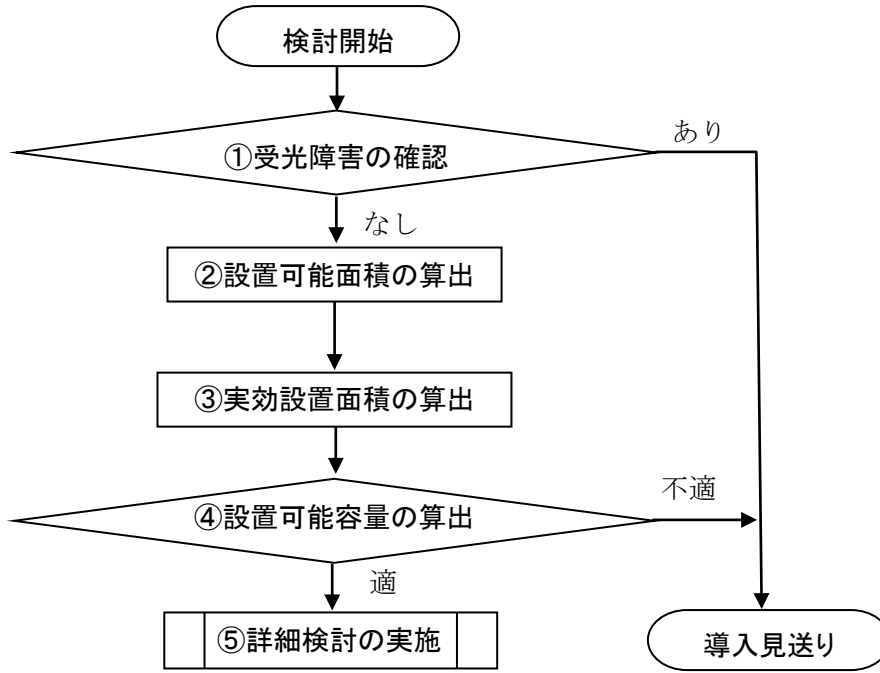 検討開始
①受光障害の確認
あり
なし
②設置可能面積の算出
③実効設置面積の算出
④設置可能容量の算出
不適
適
⑤詳細検討の実施
導入見送り